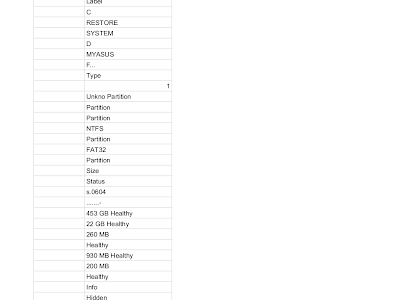 Label
C
RESTORE
SYSTEM
D
MYASUS
F...
Type
1
Unkno Partition
Partition
Partition
NTFS
Partition
FAT32
Partition
Size
Status
s.0604
.......-
453 GB Healthy
22 GB Healthy
260 MB
Healthy
930 MB Healthy
200 MB
Healthy
Info
Hidden